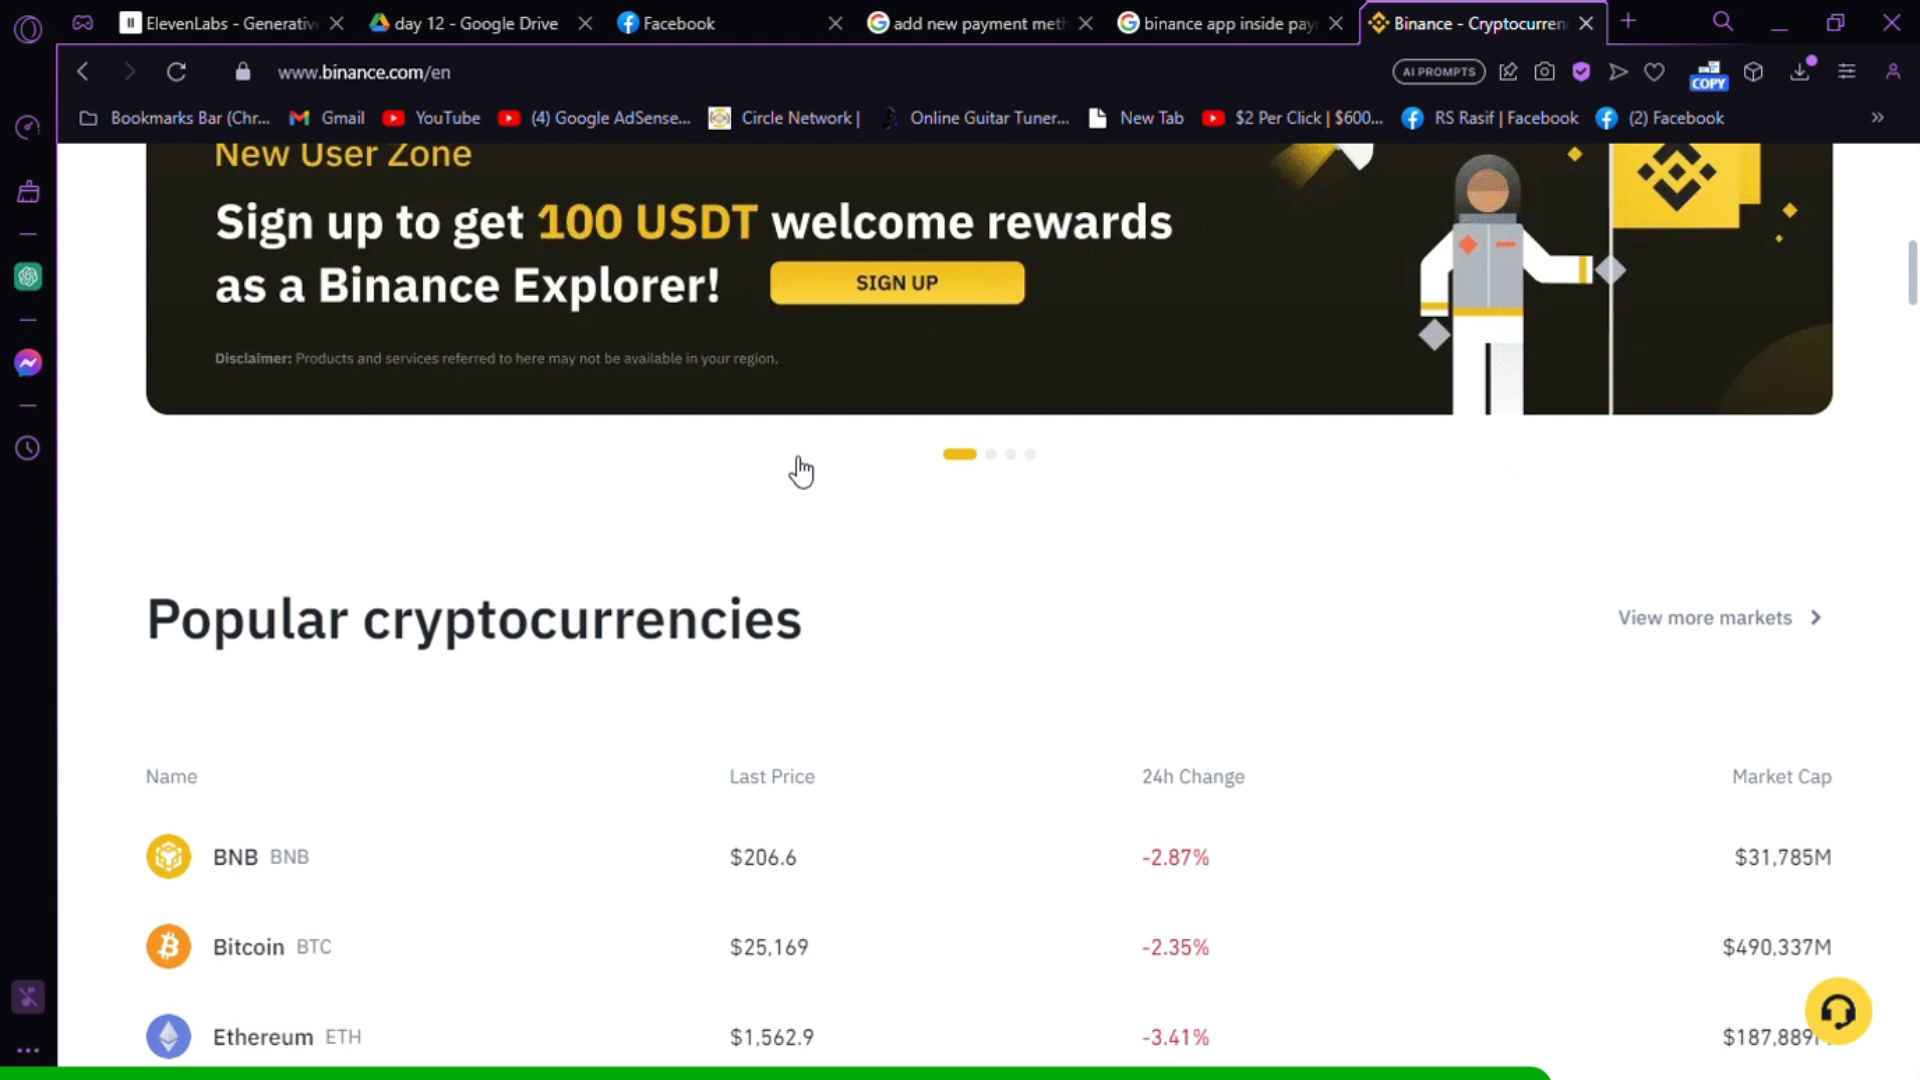 ElevenLabs - Generativ
day 12 - Google Drive
Facebook
add new payment meth
binance app inside pay
Binance - Cryptocurren
www.binance.com/en
AI PROMPTS
COPY
Bookmarks Bar (Chr...
Gmail
YouTube
(4) Google AdSense...
Circle Network |
Online Guitar Tuner...
New Tab
$2 Per Click | $600...
RS Rasif | Facebook
(2) Facebook
New User Zone
Sign up to get 100 USDT welcome rewards
as a Binance Explorer!
SIGN UP
Disclaimer: Products and services referred to here may not be available in your region.
Popular cryptocurrencies
View more markets
Name Last Price 24h Change Market Cap
BNB BNB $206.6 -2.87% $31,785M
Bitcoin BTC $25,169 -2.35% $490,337M
Ethereum ETH $1,562.9 -3.41% $187,889M